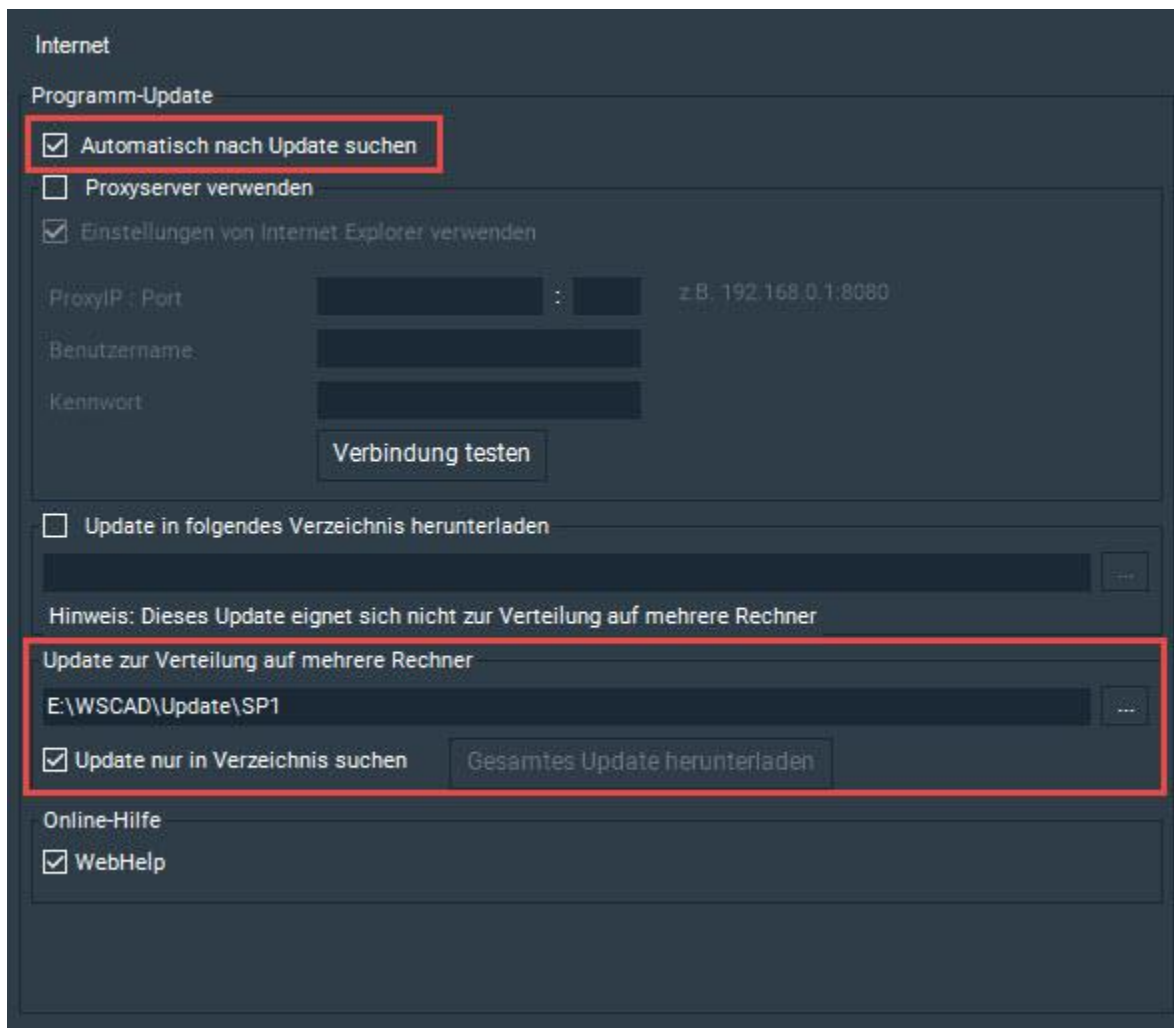 Internet
Programm-Update
Automatisch nach Update suchen
Proxyserver verwenden
Einstellungen von Internet Explorer verwenden
ProxyIP : Port : z.B. 192.168.0.1:8080
Benutzername
Kennwort
Verbindung testen
Update in folgendes Verzeichnis herunterladen
...
Hinweis: Dieses Update eignet sich nicht zur Verteilung auf mehrere Rechner
Update zur Verteilung auf mehrere Rechner
E:\WSCAD\Update\SP1 ...
Update nur in Verzeichnis suchen Gesamtes Update herunterladen
Online-Hilfe
WebHelp